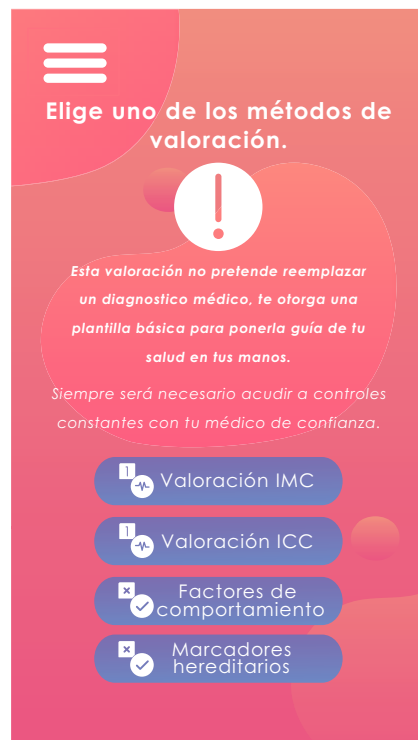 Elige uno de los métodos de
valoración.
Esta valoración no pretende reemplazar
un diagnostico médico, te otorga una
plantilla básica para ponerla guía de tu
salud en tus manos.
Siempre será necesario acudir a controles
constantes con tu médico de confianza.
1 Valoración IMC
1 Valoración ICC
Factores de
comportamiento
Marcadores
hereditarios